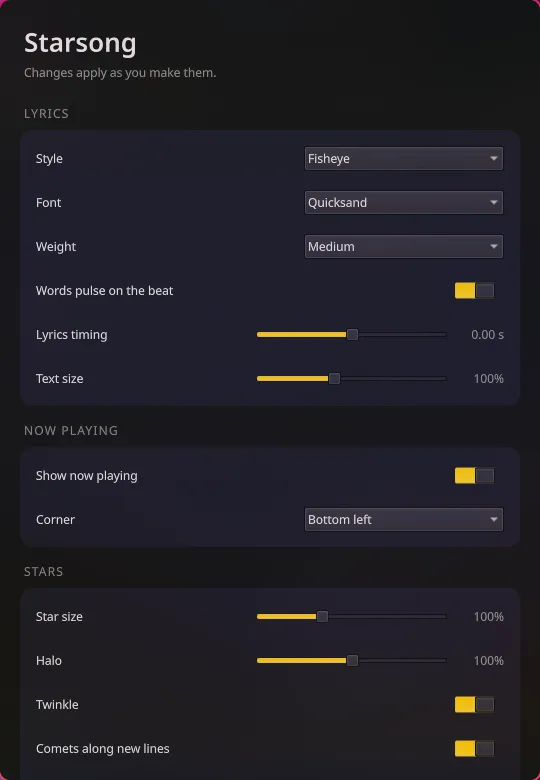 Starsong
Changes apply as you make them.
LYRICS
Style Fisheye
Font Quicksand
Weight Medium
Words pulse on the beat
Lyrics timing 0.00 s
Text size 100%
NOW PLAYING
Show now playing
Corner Bottom left
STARS
Star size 100%
Halo 100%
Twinkle
Comets along new lines